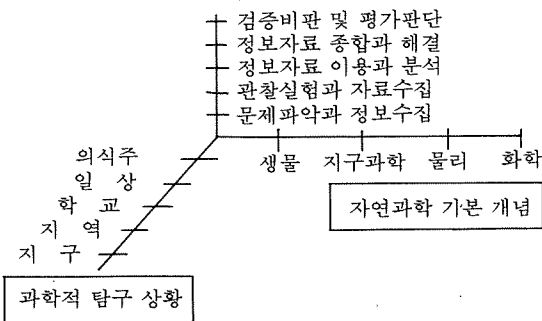 검증비판 및 평가판단
정보자료 종합과 해결
정보자료 이용과 분석
관찰실험과 자료수집
문제파악과 정보수집
생물 지구과학 물리 화학
자연과학 기본 개념
의식주
일 상
학 교
지 역
지 구
과학적 탐구 상황